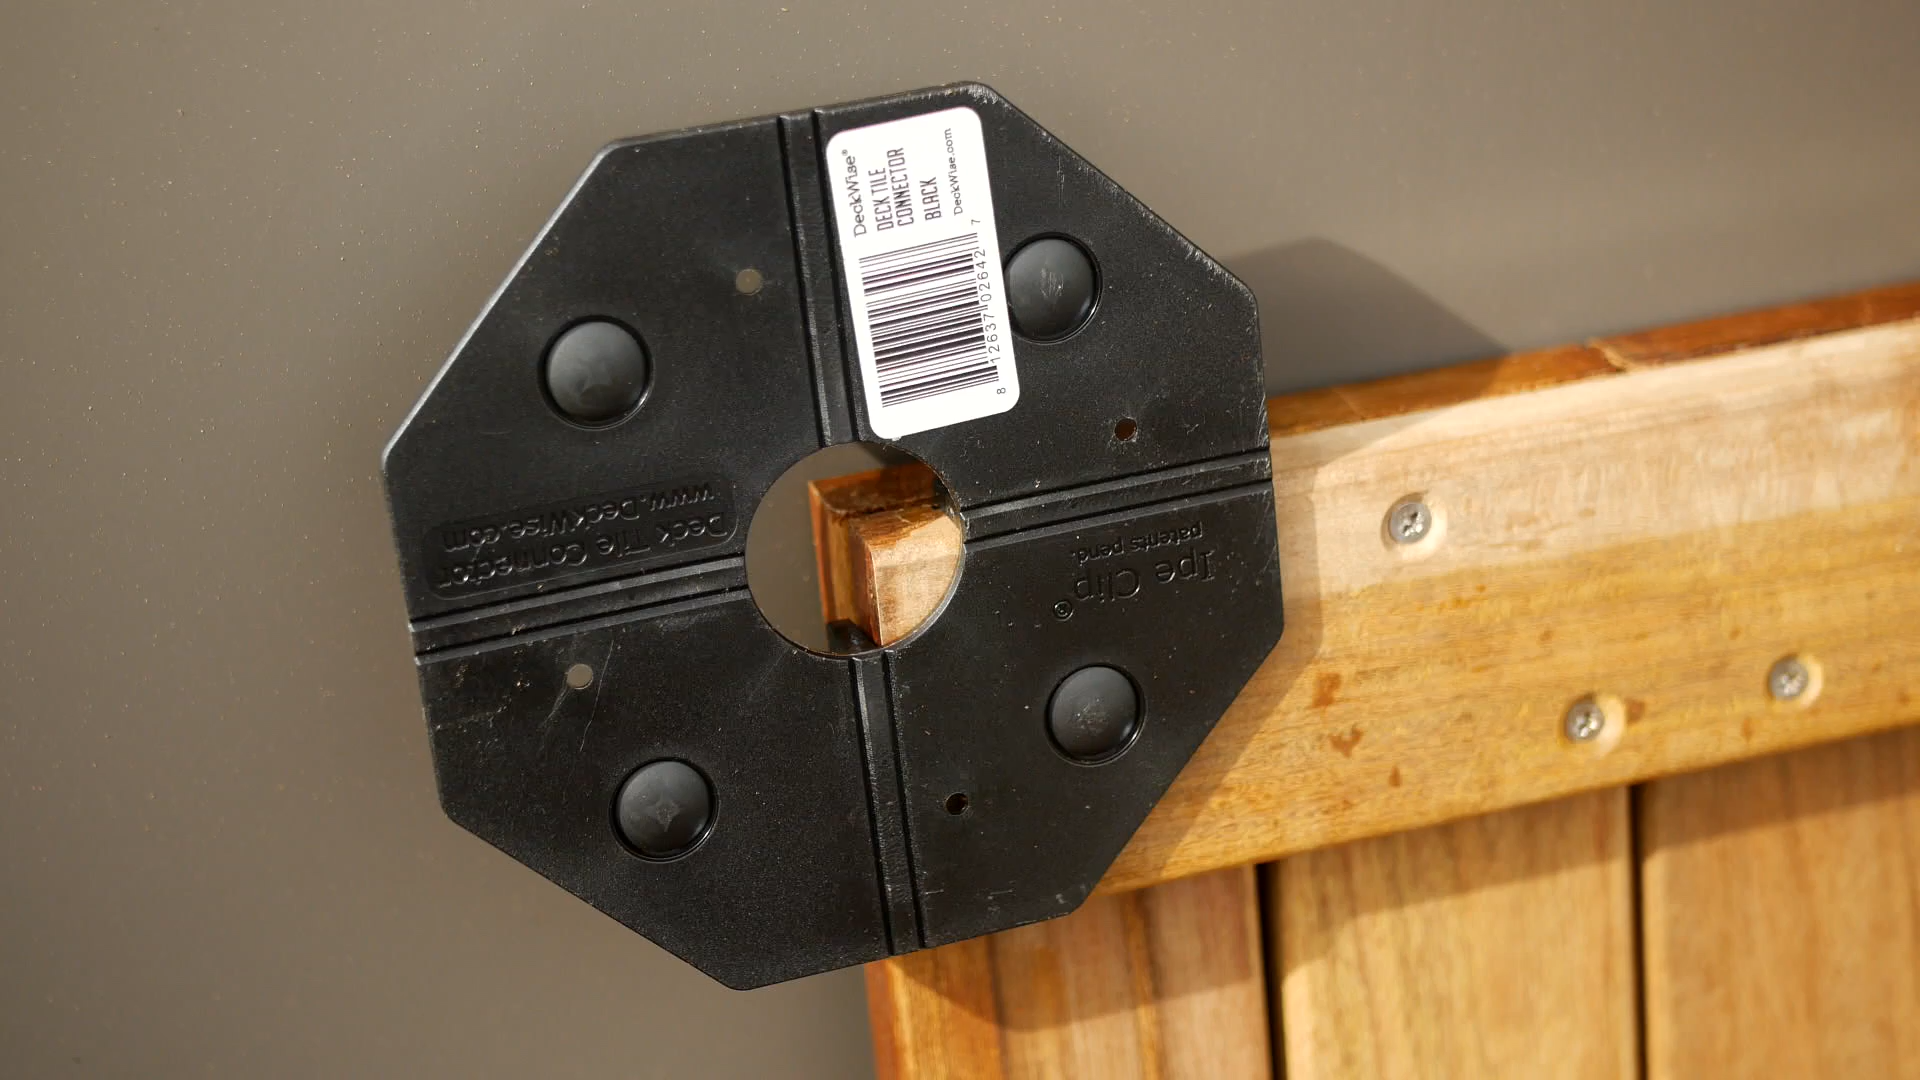 DeckWise®
DECK TILE
CONNECTOR
BLACK
DeckWise.com
8 12637 02642 7
Deck Tile Connector
www.DeckWise.com
Ipe Clip®
patents pend.